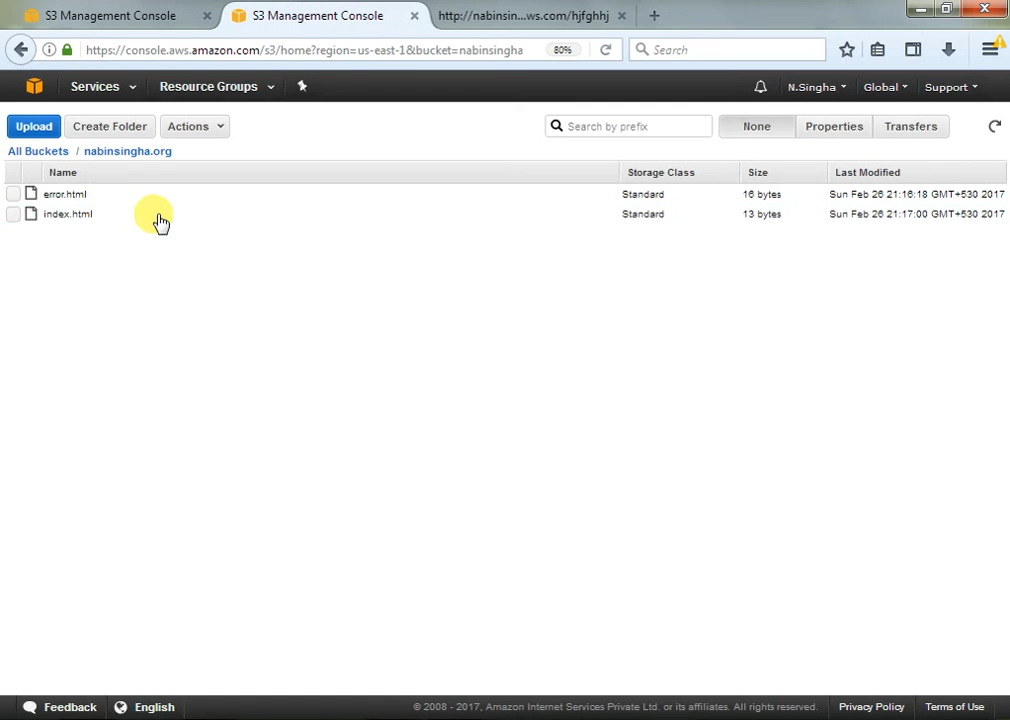 S3 Management Console
S3 Management Console
http://nabinsin...ws.com/hjfghhj
https://console.aws.amazon.com/s3/home?region=us-east-1&bucket=nabinsingha
80%
Search
Services
Resource Groups
N.Singha
Global
Support
Upload
Create Folder
Actions
Search by prefix
None
Properties
Transfers
All Buckets / nabinsingha.org
Name Storage Class Size Last Modified
error.html Standard 16 bytes Sun Feb 26 21:16:18 GMT+530 2017
index.html Standard 13 bytes Sun Feb 26 21:17:00 GMT+530 2017
Feedback
English
© 2008 - 2017, Amazon Internet Services Private Ltd. or its affiliates. All rights reserved.
Privacy Policy
Terms of Use